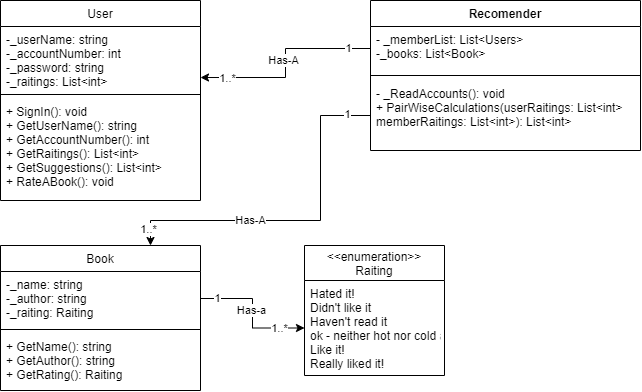 User
-_userName: string
-_accountNumber: int
-_password: string
-_raitings: List<int>
+ SignIn(): void
+ GetUserName(): string
+ GetAccountNumber(): int
+ GetRaitings(): List<int>
+ GetSuggestions(): List<int>
+ RateABook(): void
Recomender
- _memberList: List<Users>
-_books: List<Book>
- _ReadAccounts(): void
+ PairWiseCalculations(userRaitings: List<int>
memberRaitings: List<int>): List<int>
1
Has-A
1..*
1
Has-A
1..*
Book
-_name: string
-_author: string
-_raiting: Raiting
+ GetName(): string
+ GetAuthor(): string
+ GetRating(): Raiting
1
Has-a
1..*
<<enumeration>>
Raiting
Hated it!
Didn't like it
Haven't read it
ok - neither hot nor cold
Like it!
Really liked it!